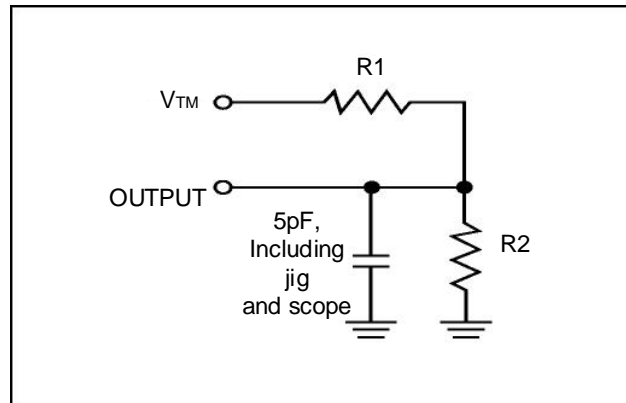 R1
VTM
OUTPUT
5pF,
Including
jig
and scope
R2